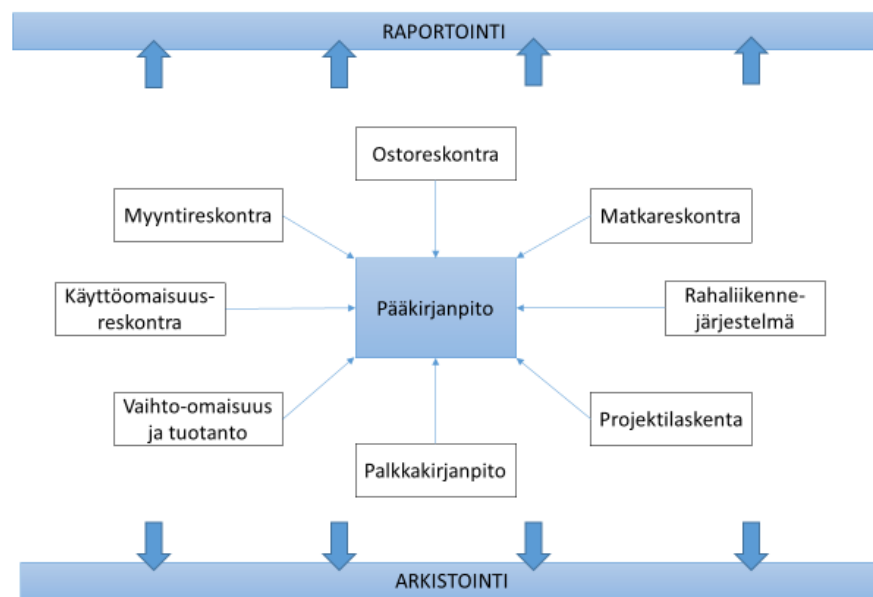 RAPORTOINTI
Ostoreskontra
Myyntireskontra
Matkareskontra
Käyttöomaisuus-
reskontra
Pääkirjanpito
Rahaliikenne-
järjestelmä
Vaihto-omaisuus
ja tuotanto
Projektilaskenta
Palkkakirjanpito
ARKISTOINTI